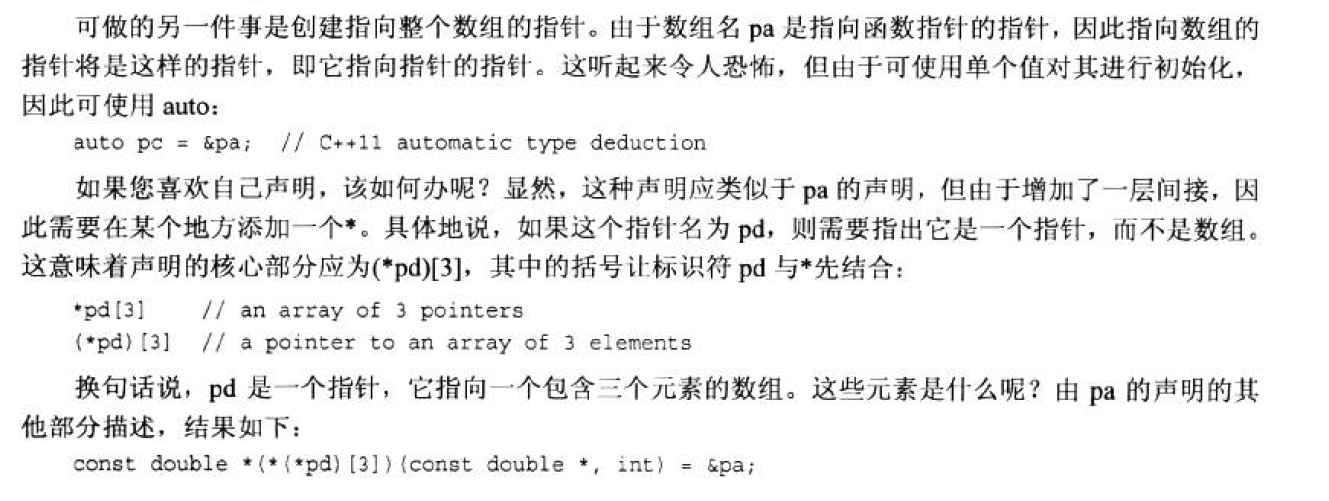 可做的另一件事是创建指向整个数组的指针。由于数组名 pa 是指向函数指针的指针，因此指向数组的
指针将是这样的指针，即它指向指针的指针。这听起来令人恐怖，但由于可使用单个值对其进行初始化，
因此可使用 auto：
auto pc = &pa;  // C++11 automatic type deduction
如果您喜欢自己声明，该如何办呢？显然，这种声明应类似于 pa 的声明，但由于增加了一层间接，因
此需要在某个地方添加一个*。具体地说，如果这个指针名为 pd，则需要指出它是一个指针，而不是数组。
这意味着声明的核心部分应为(*pd)[3]，其中的括号让标识符 pd 与*先结合：
*pd[3]    // an array of 3 pointers
(*pd)[3]  // a pointer to an array of 3 elements
换句话说，pd 是一个指针，它指向一个包含三个元素的数组。这些元素是什么呢？由 pa 的声明的其
他部分描述，结果如下：
const double *(*(*pd)[3])(const double *, int) = &pa;